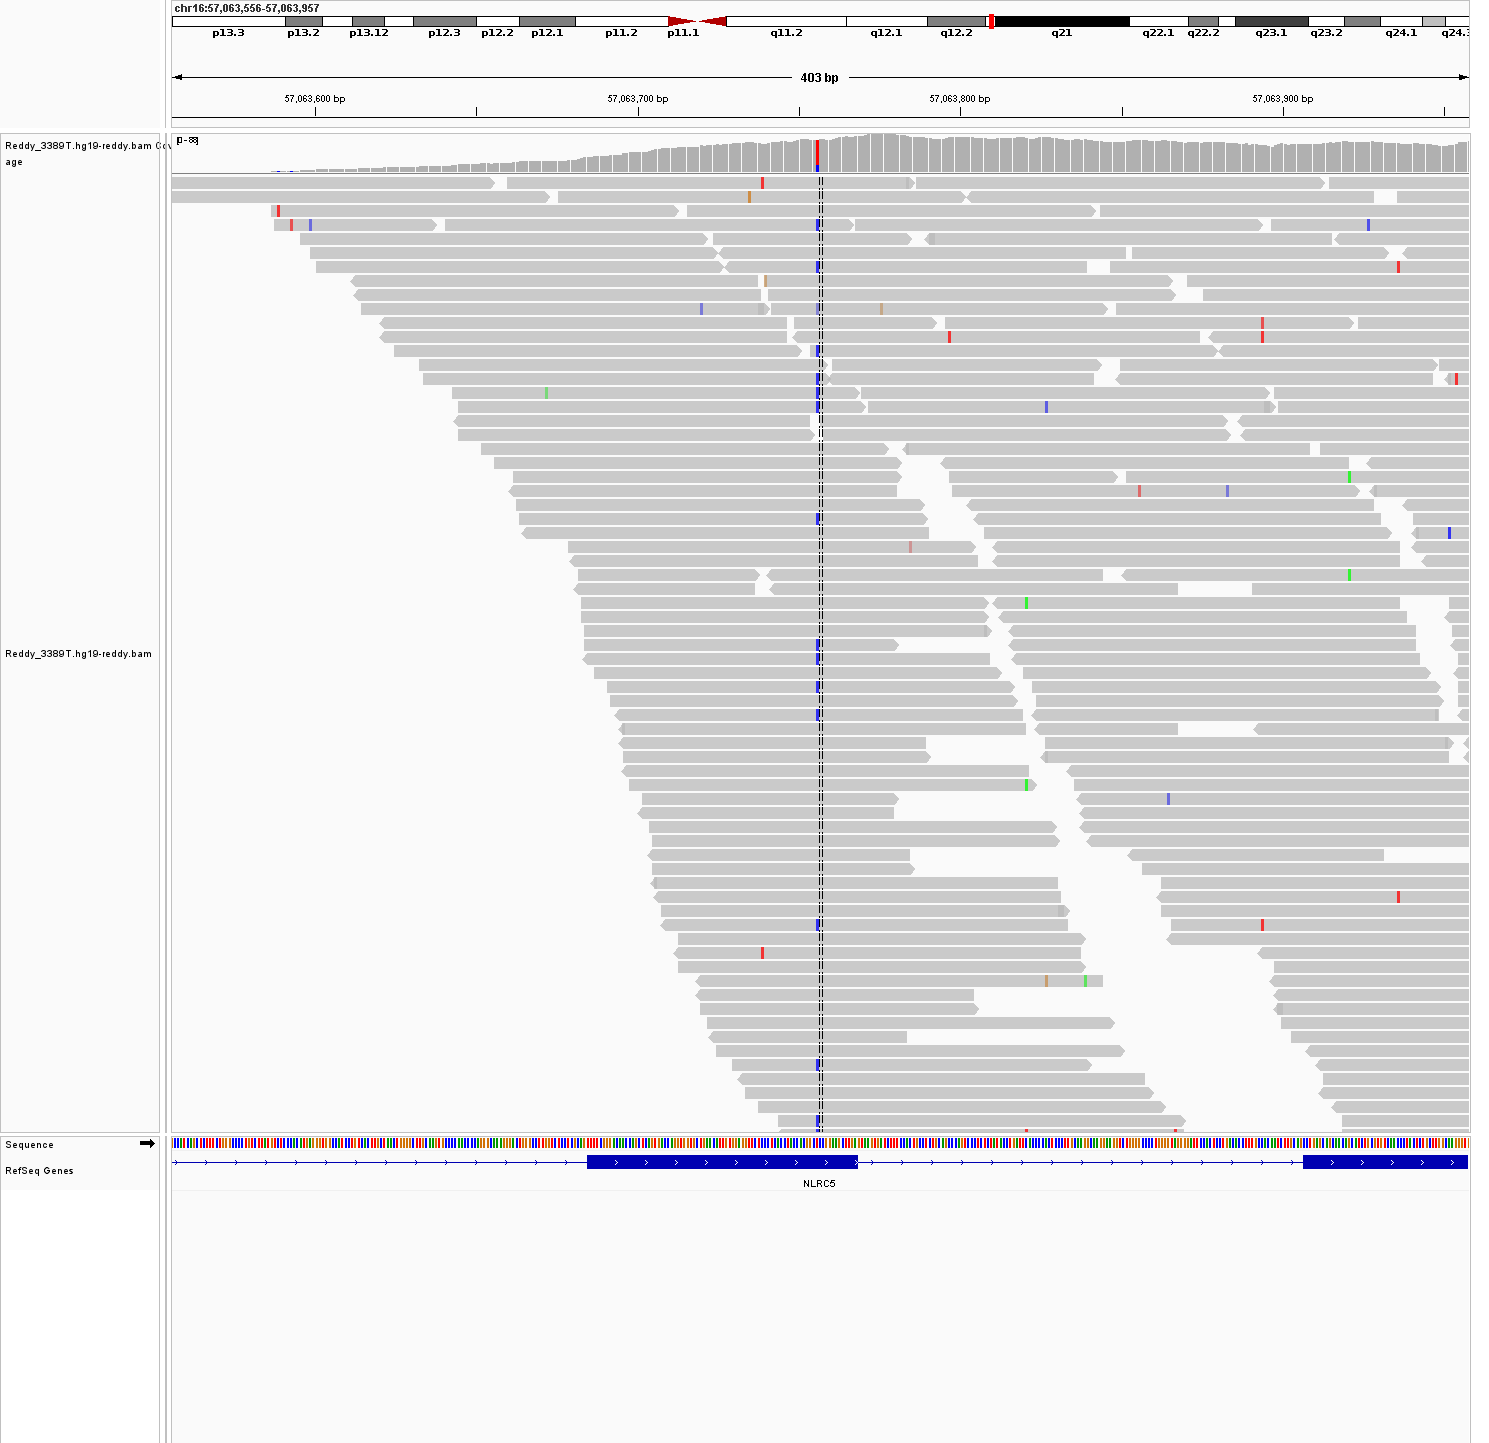 chr16:57,063,556-57,063,957
p13.3 p13.2 p13.12 p12.3 p12.2 p12.1 p11.2 p11.1 q11.2 q12.1 q12.2 q21 q22.1 q22.2 q23.1 q23.2 q24.1 q24.3
403 bp
57,063,600 bp 57,063,700 bp 57,063,800 bp 57,063,900 bp
Reddy_3389T.hg19-reddy.bam Cov
age
Reddy_3389T.hg19-reddy.bam
Sequence
RefSeq Genes
NLRC5